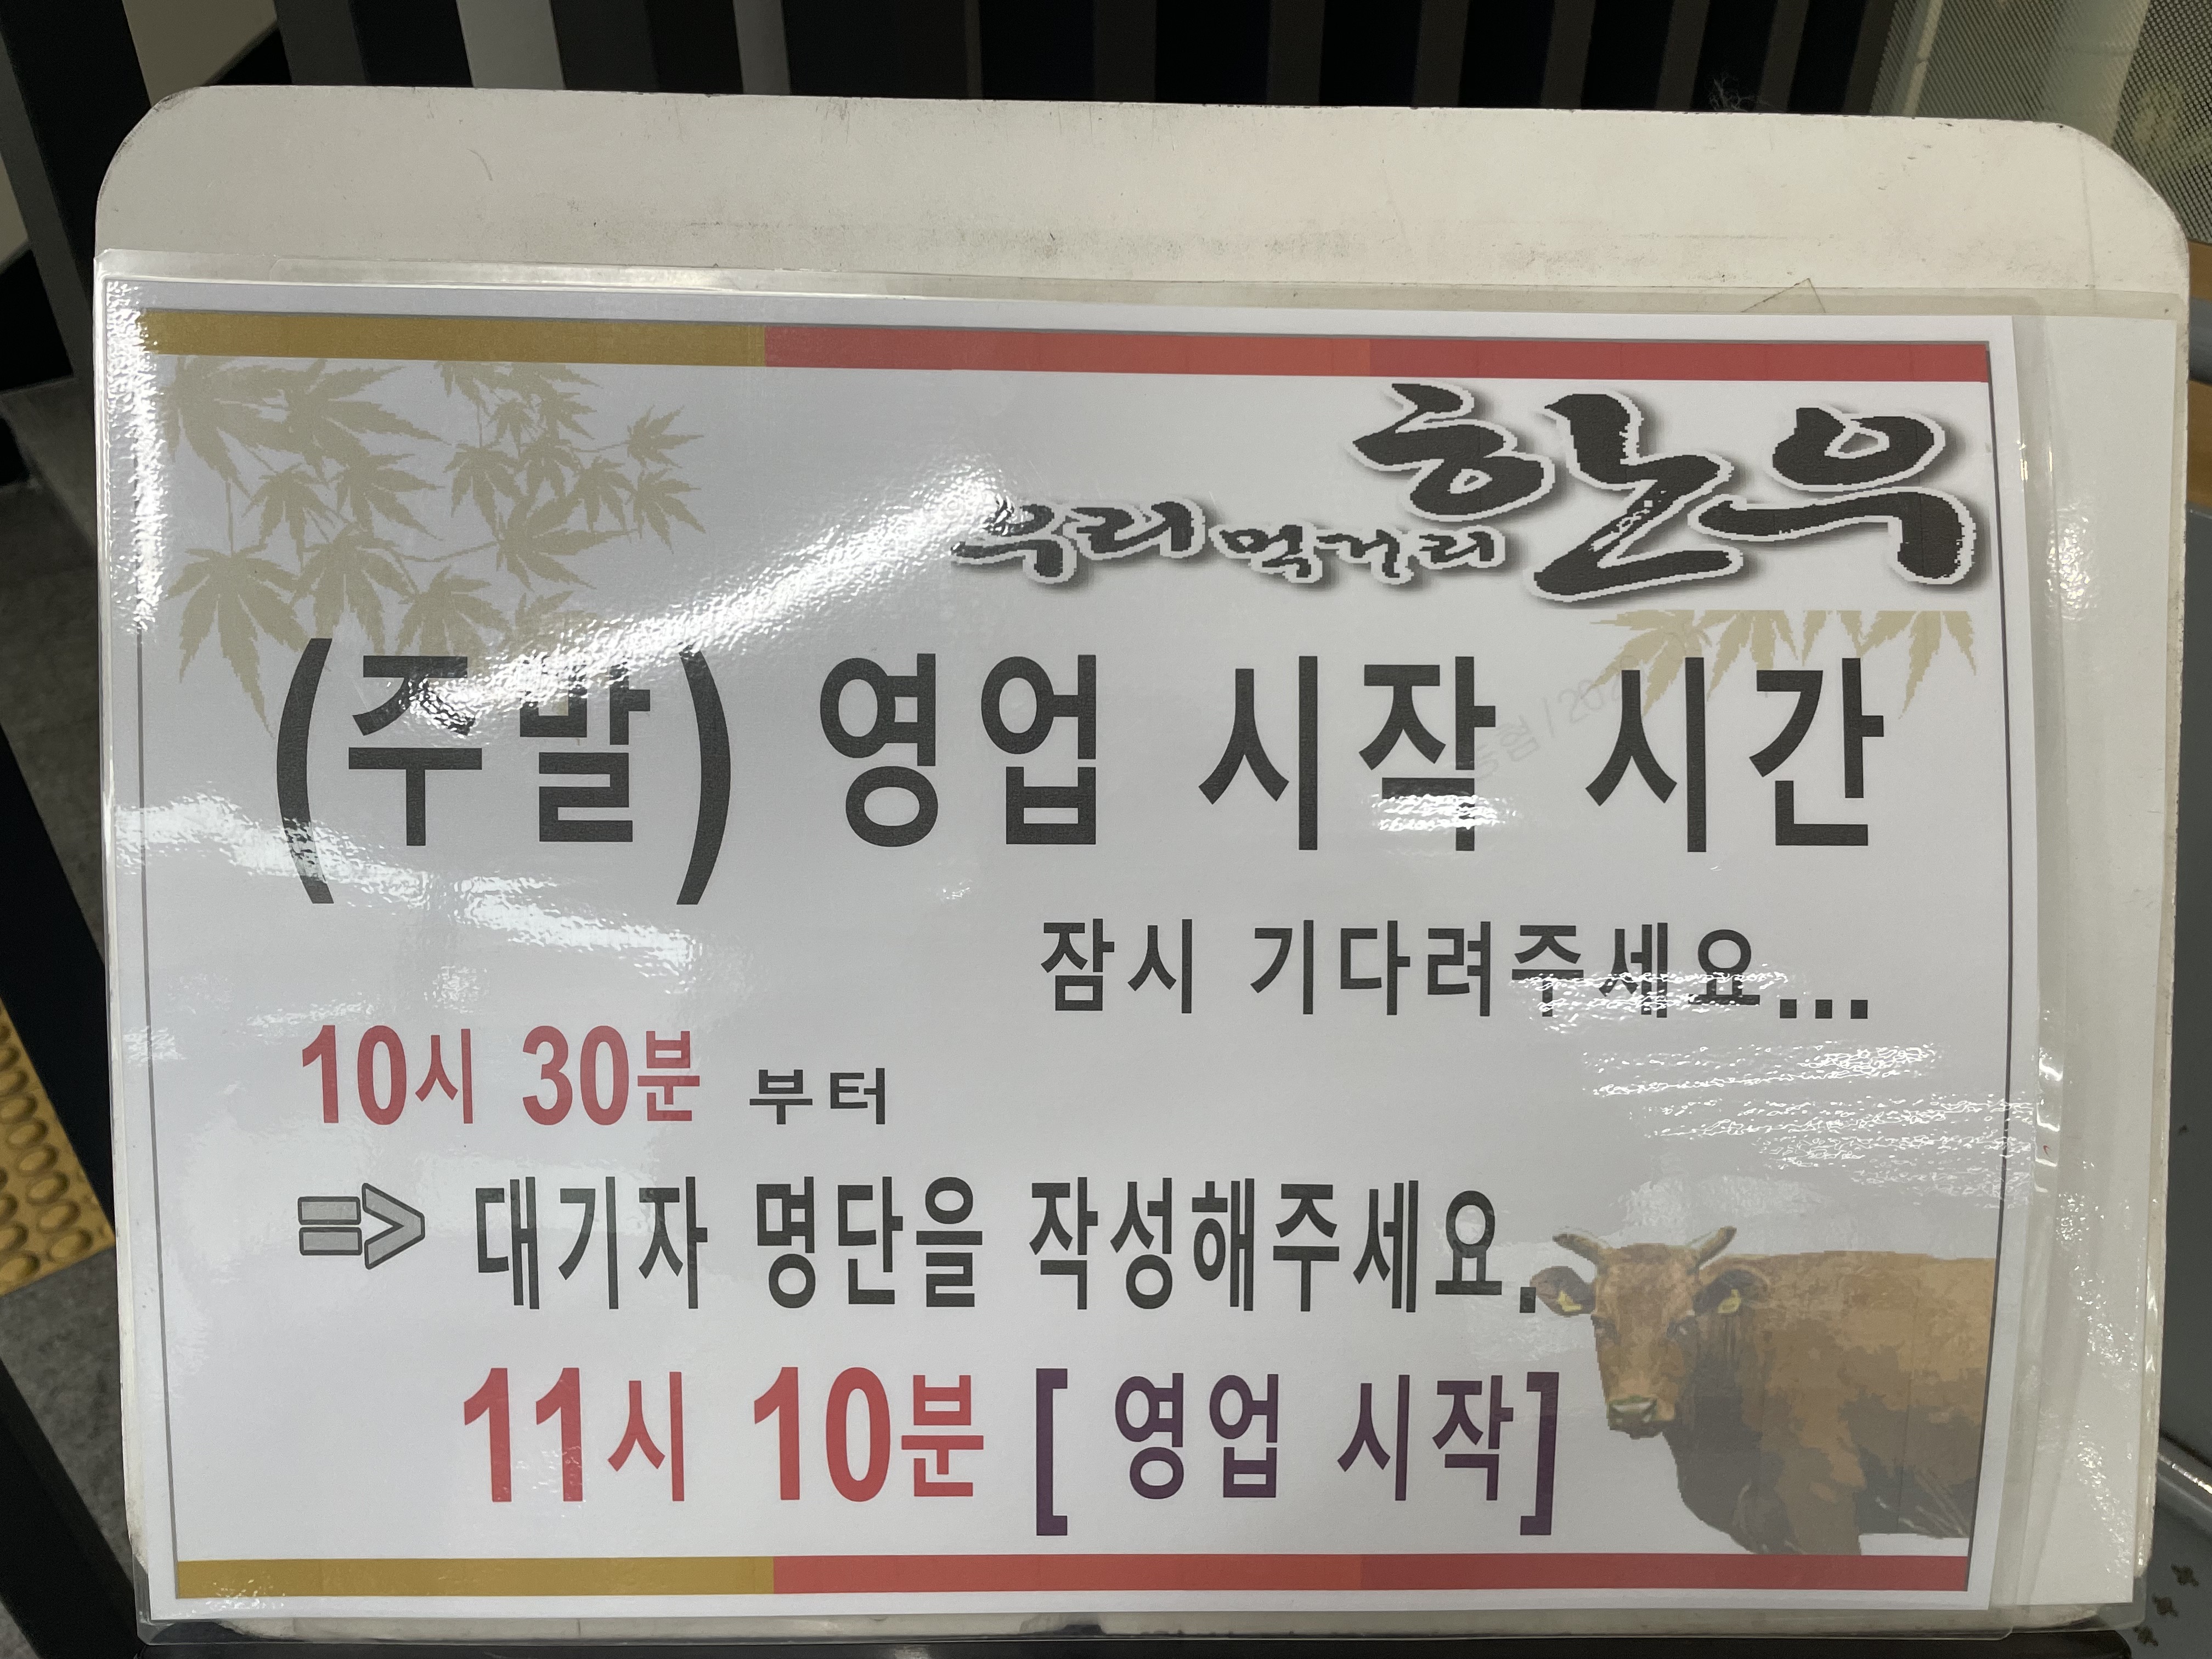 우리 먹거리 한우
(주말) 영업 시작 시간
잠시 기다려주세요...
10시 30분 부터
⇒ 대기자 명단을 작성해주세요.
11시 10분 [ 영업 시작]